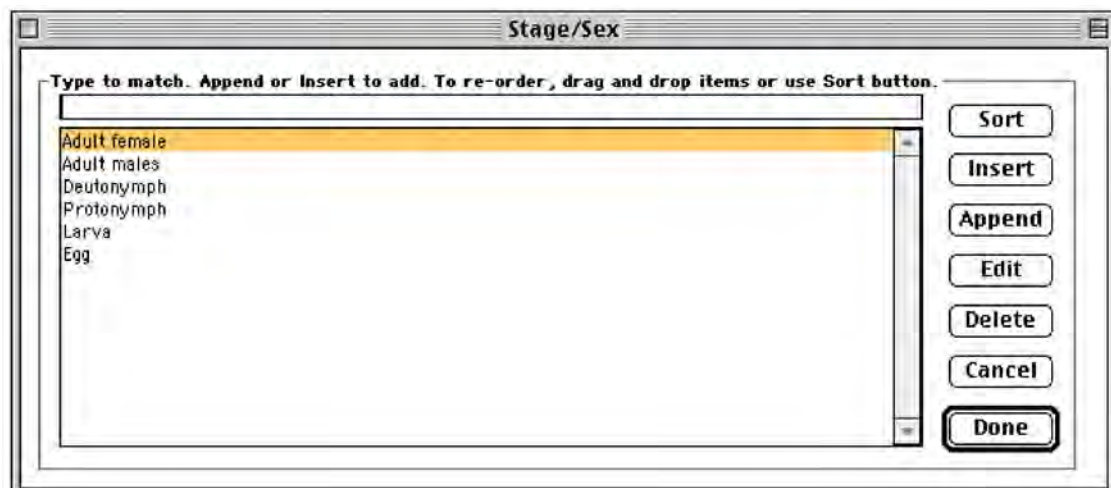 Stage/Sex
Type to match. Append or Insert to add. To re-order, drag and drop items or use Sort button.
Adult female
Adult males
Deutonymph
Protonymph
Larva
Egg
Sort
Insert
Append
Edit
Delete
Cancel
Done